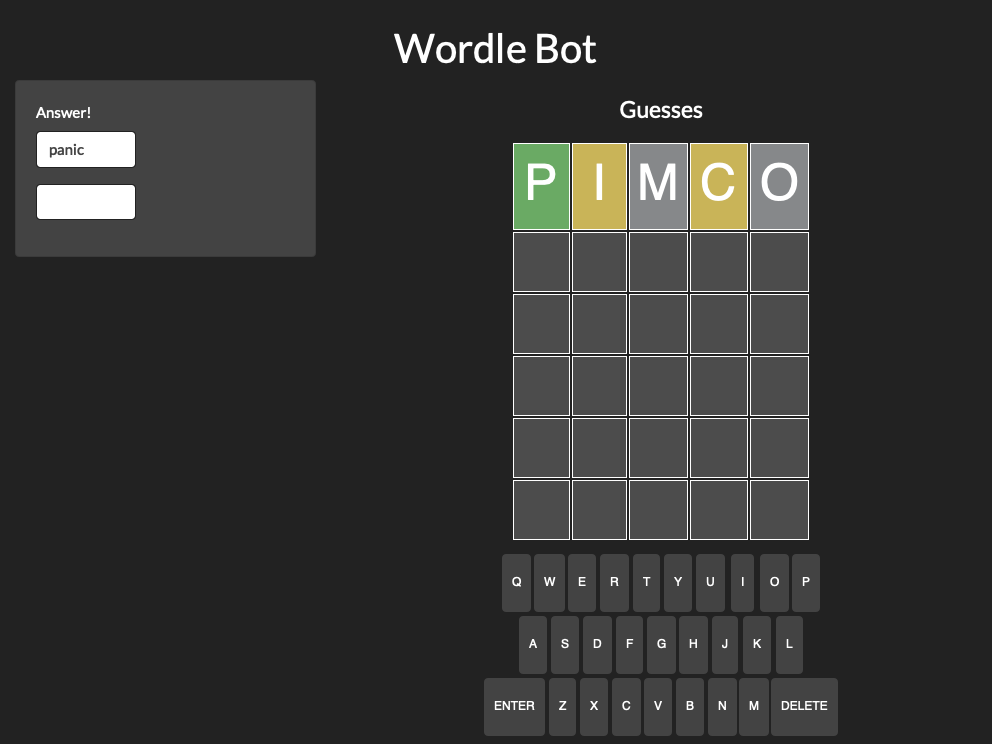 Wordle Bot
Answer!
panic
Guesses
P I M C O
Q W E R T Y U I O P
A S D F G H J K L
ENTER Z X C V B N M DELETE